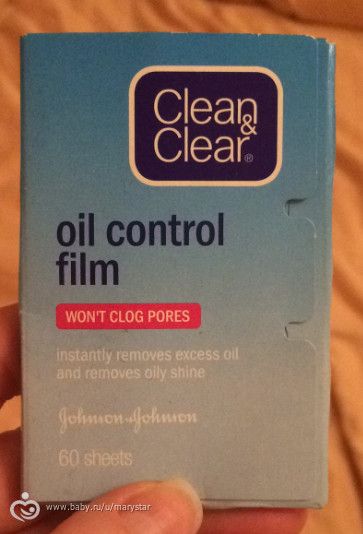 Clean
&
Clear®
oil control
film
WON'T CLOG PORES
instantly removes excess oil
and removes oily shine
Johnson & Johnson
60 sheets
www.baby.ru/u/marystar